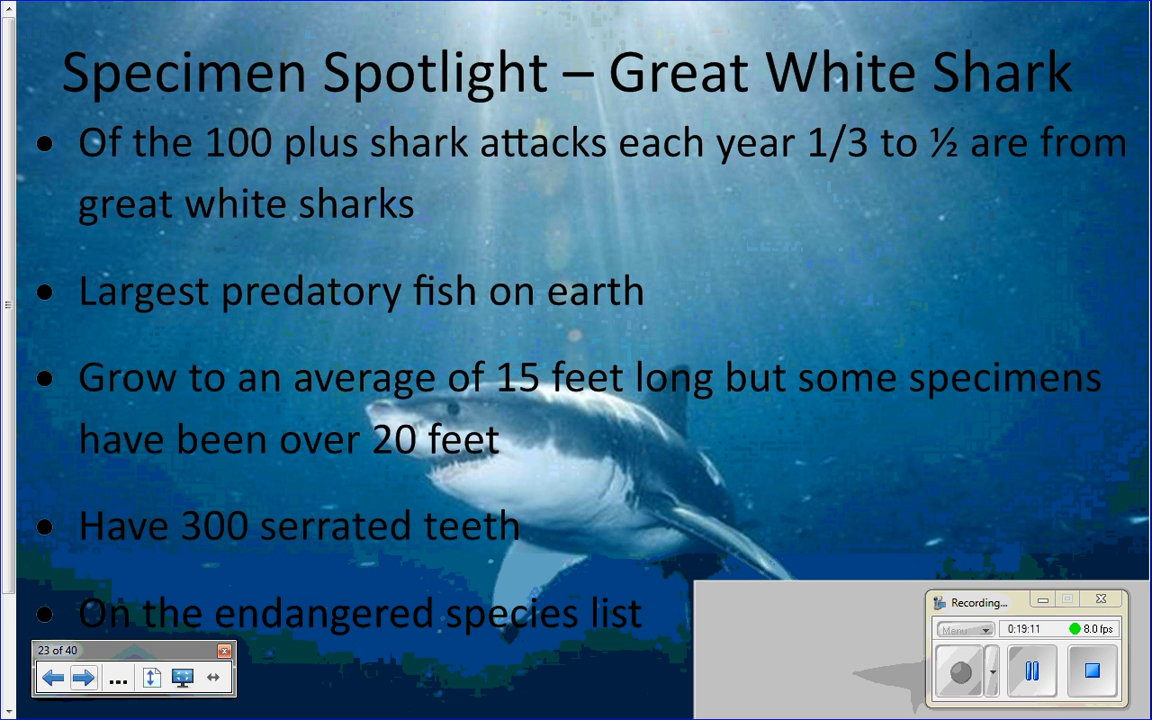 Specimen Spotlight – Great White Shark
• Of the 100 plus shark attacks each year 1/3 to ½ are from
great white sharks
• Largest predatory fish on earth
• Grow to an average of 15 feet long but some specimens
have been over 20 feet
• Have 300 serrated teeth
• On the endangered species list
23 of 40
...
Recording...
Menu
0:19:11
8.0 fps